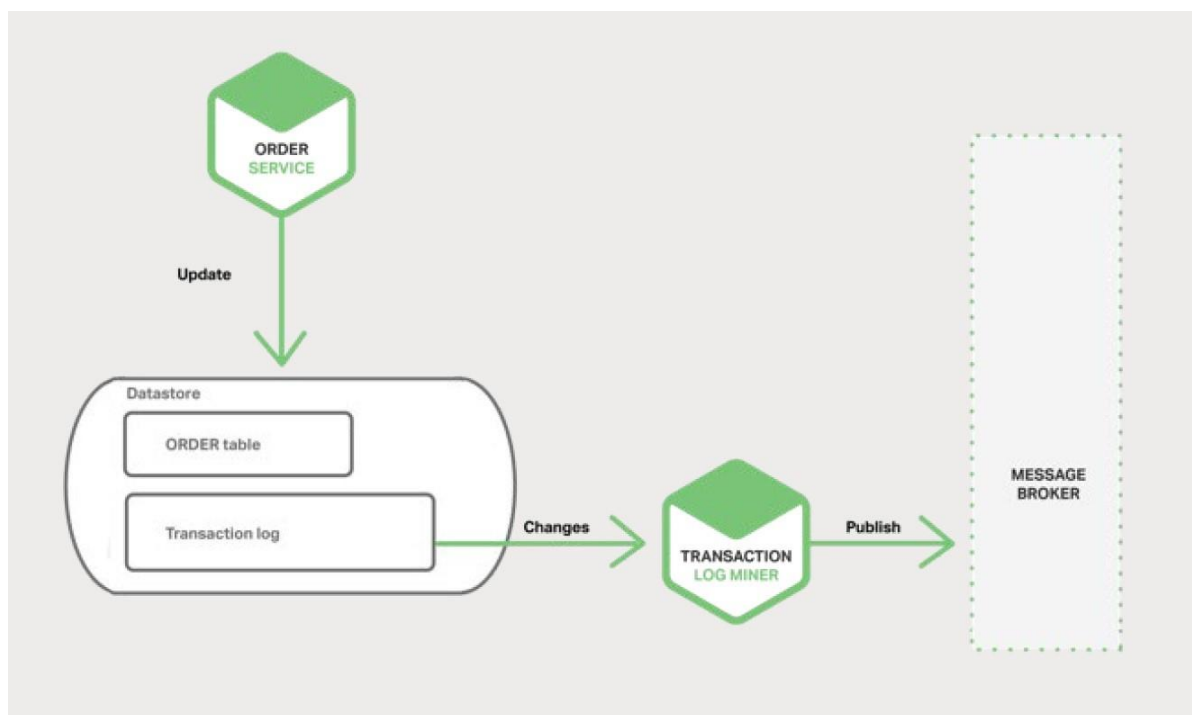 ORDER
SERVICE
Update
Datastore
ORDER table
Transaction log
Changes
TRANSACTION
LOG MINER
Publish
MESSAGE
BROKER